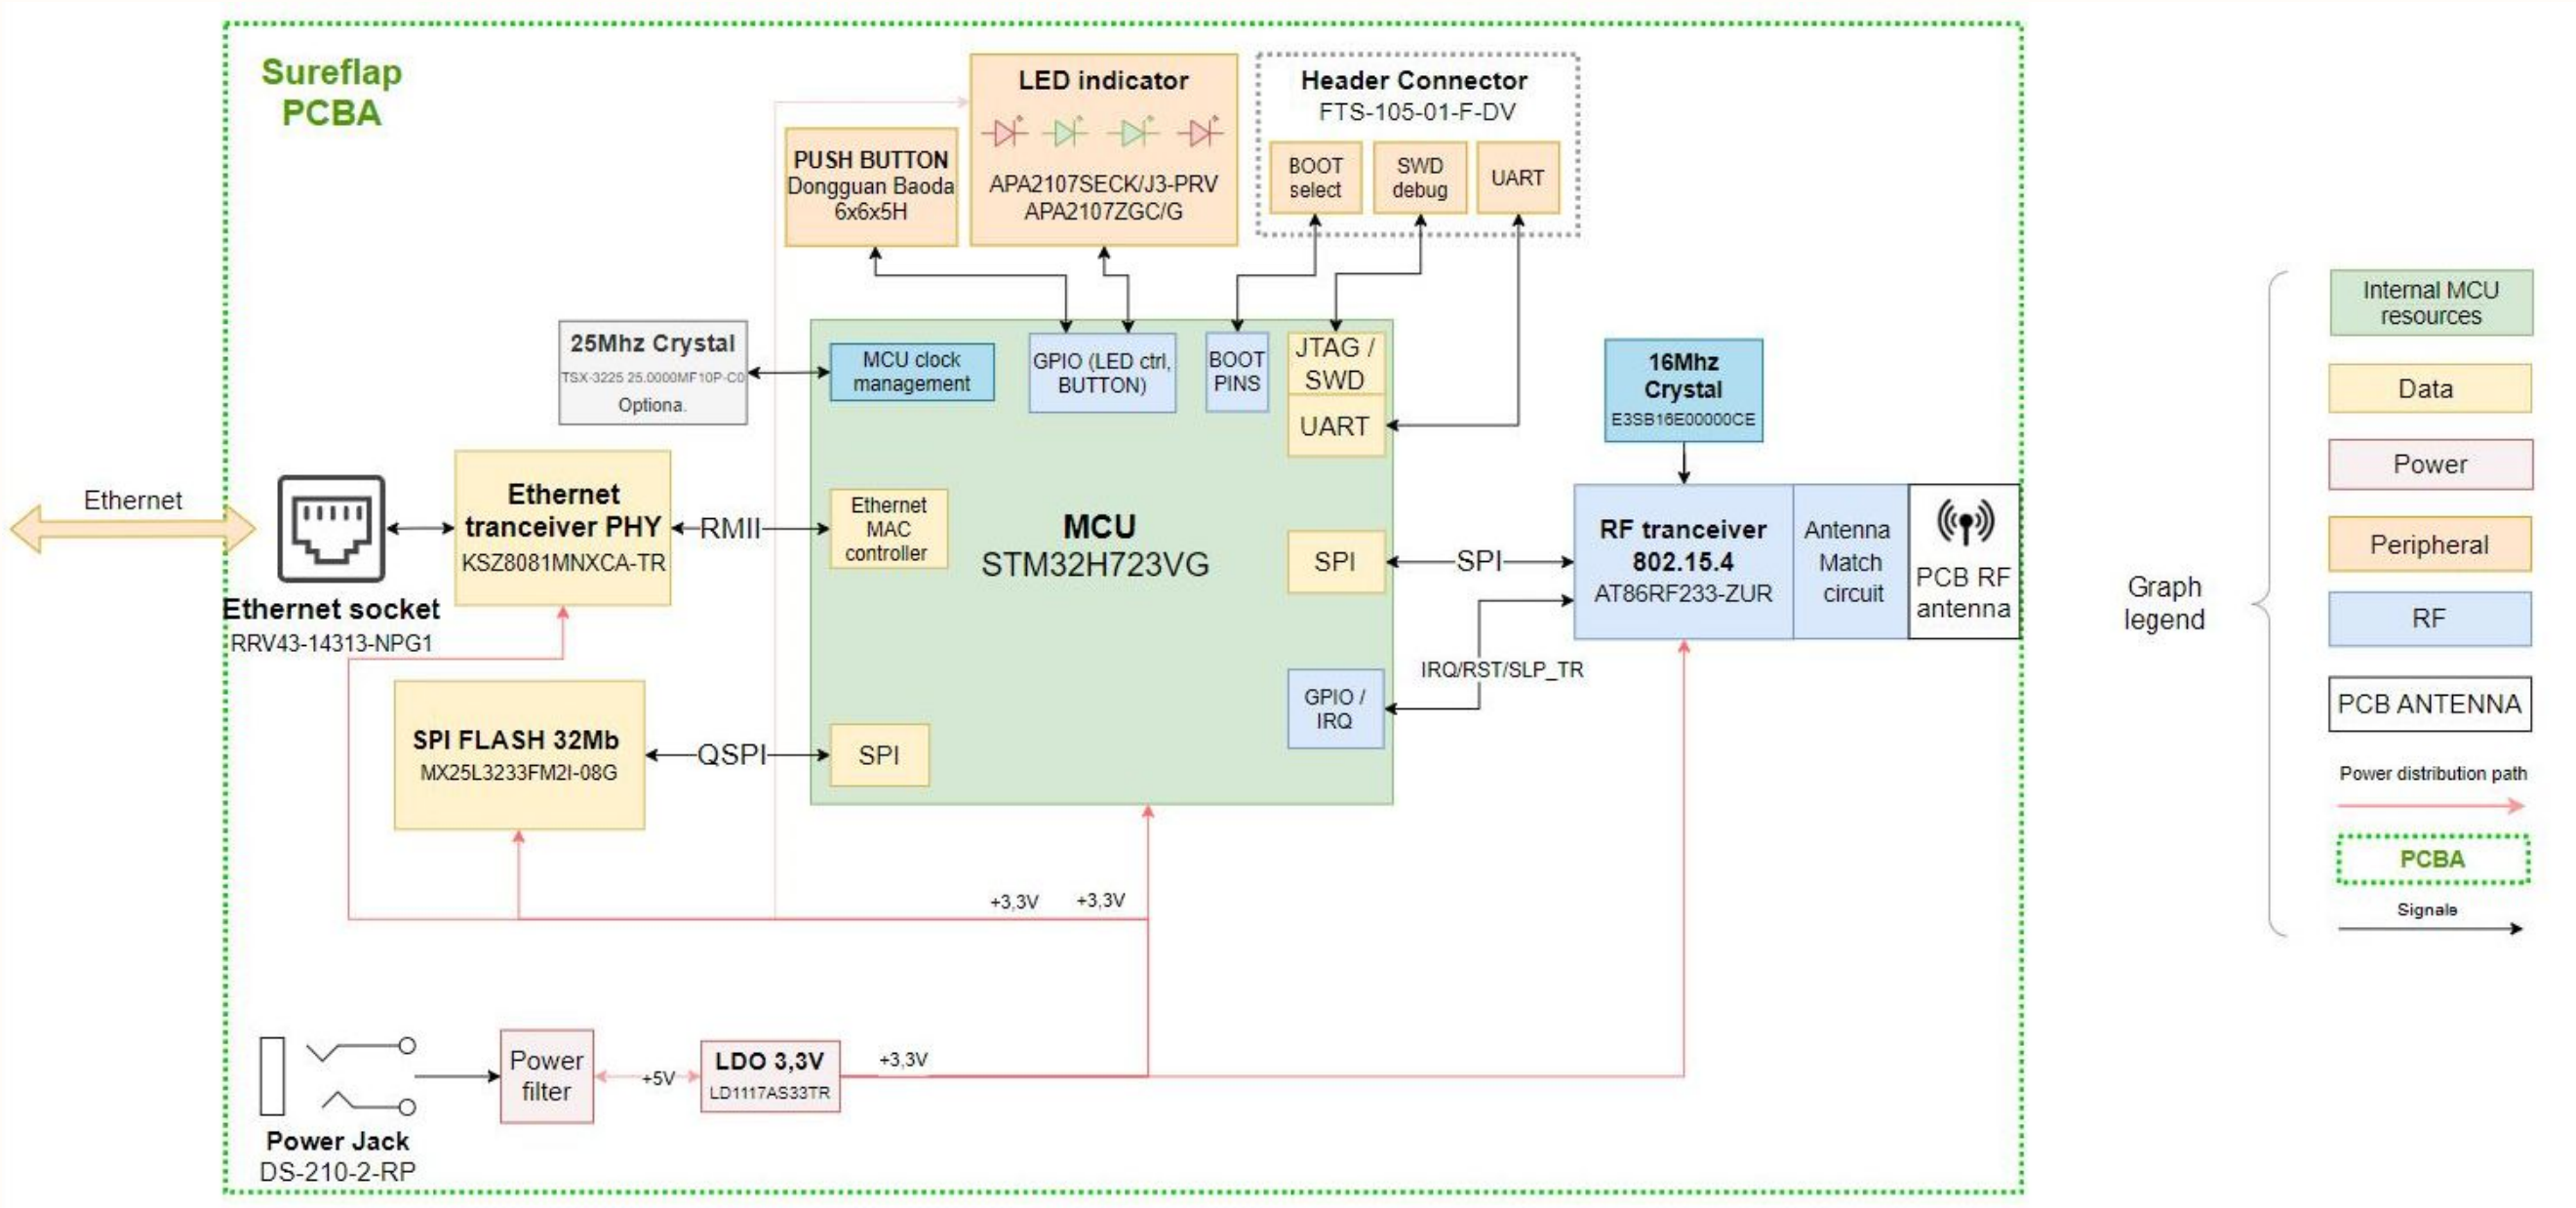 Sureflap
PCBA
LED indicator
APA2107SECK/J3-PRV
APA2107ZGC/G
Header Connector
FTS-105-01-F-DV
BOOT
select
SWD
debug
UART
PUSH BUTTON
Dongguan Baoda
6x6x5H
25Mhz Crystal
TSX-3225 25.0000MF10P-C0
Optiona.
MCU clock
management
GPIO (LED ctrl,
BUTTON)
BOOT
PINS
JTAG /
SWD
UART
16Mhz
Crystal
E3SB16E00000CE
Ethernet
Ethernet socket
RRV43-14313-NPG1
Ethernet
tranceiver PHY
KSZ8081MNXCA-TR
RMII
Ethernet
MAC
controller
MCU
STM32H723VG
SPI
SPI
RF tranceiver
802.15.4
AT86RF233-ZUR
Antenna
Match
circuit
PCB RF
antenna
IRQ/RST/SLP_TR
GPIO /
IRQ
SPI FLASH 32Mb
MX25L3233FM2I-08G
QSPI
SPI
+3,3V
+3,3V
Power Jack
DS-210-2-RP
Power
filter
+5V
LDO 3,3V
LD1117AS33TR
+3,3V
Graph
legend
Internal MCU
resources
Data
Power
Peripheral
RF
PCB ANTENNA
Power distribution path
PCBA
Signals